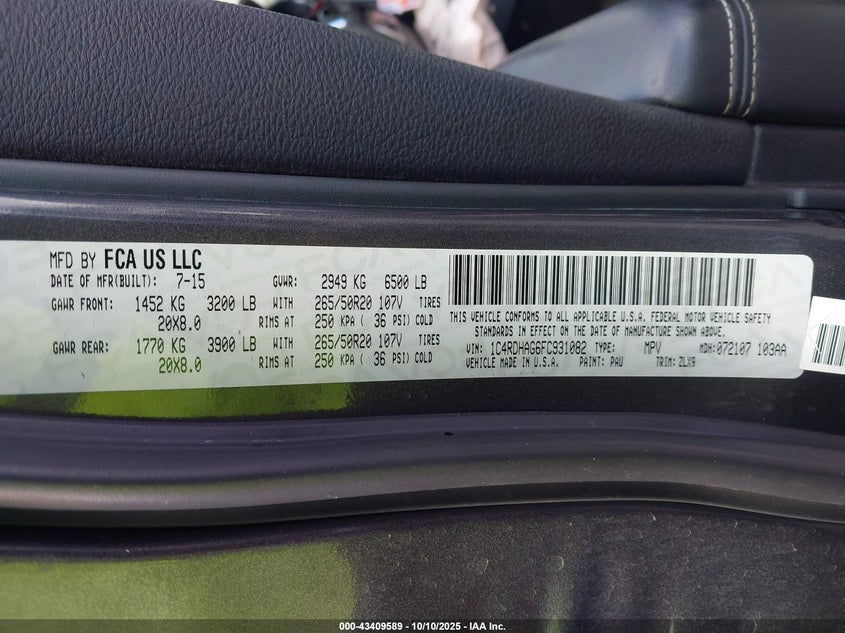 MFD BY FCA US LLC
DATE OF MFR(BUILT): 7-15 GVWR: 2949 KG 6500 LB
GAWR FRONT: 1452 KG 3200 LB WITH 265/50R20 107V TIRES
20X8.0 RIMS AT 250 KPA ( 36 PSI) COLD
GAWR REAR: 1770 KG 3900 LB WITH 265/50R20 107V TIRES
20X8.0 RIMS AT 250 KPA ( 36 PSI) COLD
THIS VEHICLE CONFORMS TO ALL APPLICABLE U.S.A. FEDERAL MOTOR VEHICLE SAFETY
STANDARDS IN EFFECT ON THE DATE OF MANUFACTURE SHOWN ABOVE.
VIN: 1C4RDHAG6FC931082 TYPE: MPV MDH: 072107 103AA
VEHICLE MADE IN U.S.A. PAINT: PAU TRIM: ZLX9
000-43409589 - 10/10/2025 - IAA Inc.